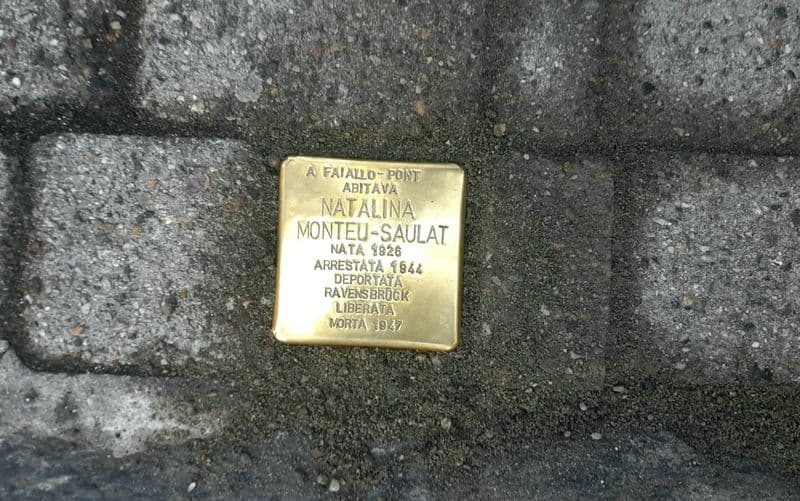 A FAIALLO-PONT
ABITAVA
NATALINA
MONTEU-SAULAT
NATA 1926
ARRESTATA 1944
DEPORTATA
RAVENSBRÜCK
LIBERATA
MORTA 1947